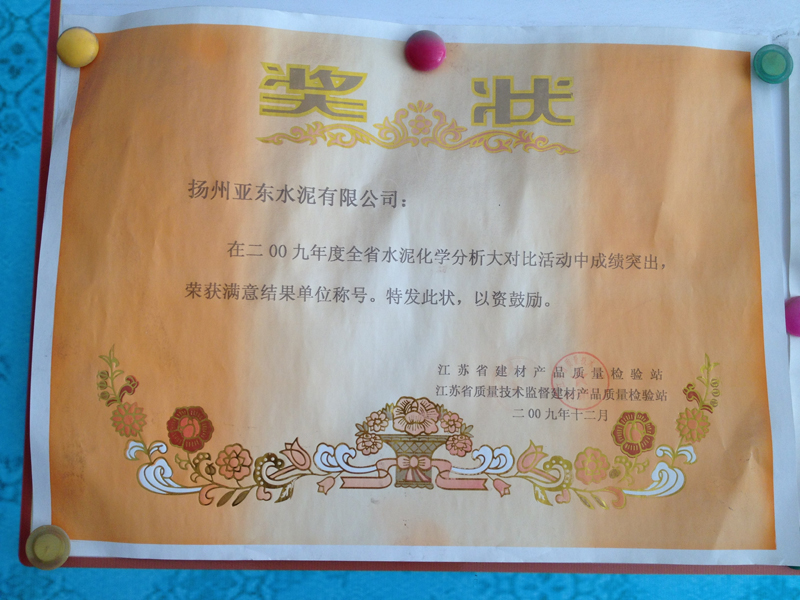 奖状
扬州亚东水泥有限公司：
在二00九年度全省水泥化学分析大对比活动中成绩突出，
荣获满意结果单位称号。特发此状，以资鼓励。
江苏省建材产品质量检验站
江苏省质量技术监督建材产品质量检验站
二00九年十二月